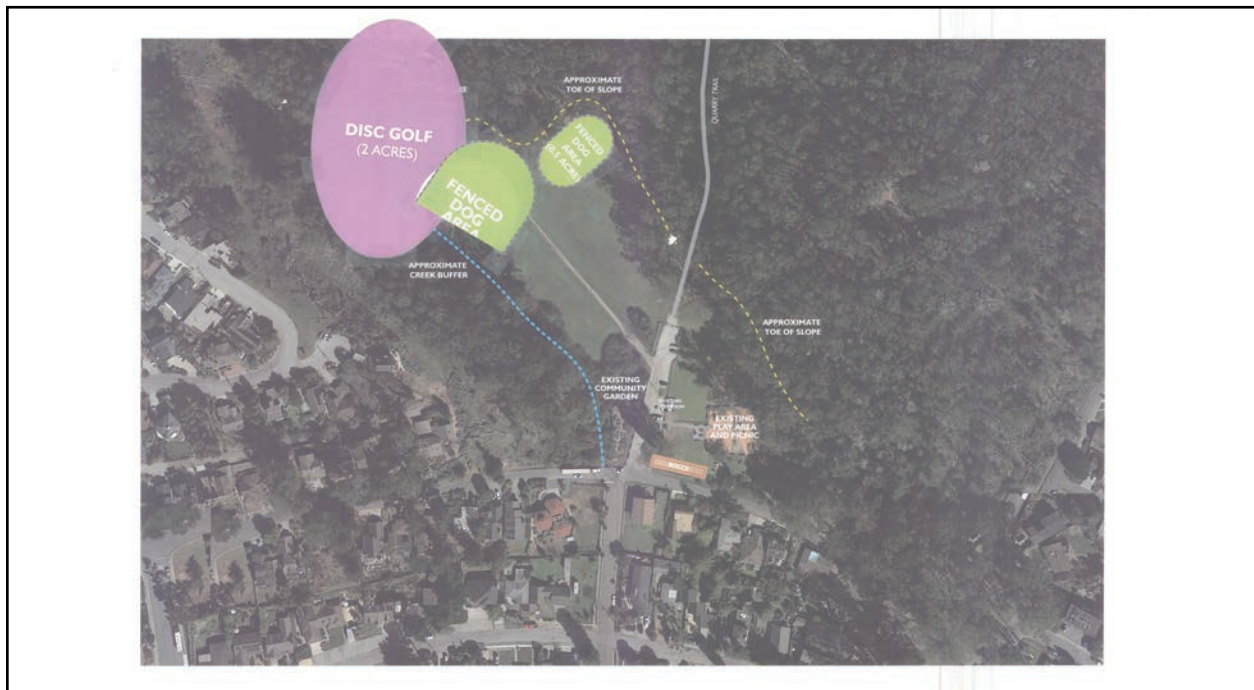 APPROXIMATE
TOE OF SLOPE
QUARRY TRAIL
DISC GOLF
(2 ACRES)
FENCED
DOG
AREA
(0.5 ACRE)
FENCED
DOG
AREA
APPROXIMATE
CREEK BUFFER
APPROXIMATE
TOE OF SLOPE
EXISTING
COMMUNITY
GARDEN
EXISTING
PLAY AREA
AND PICNIC
BOCCE